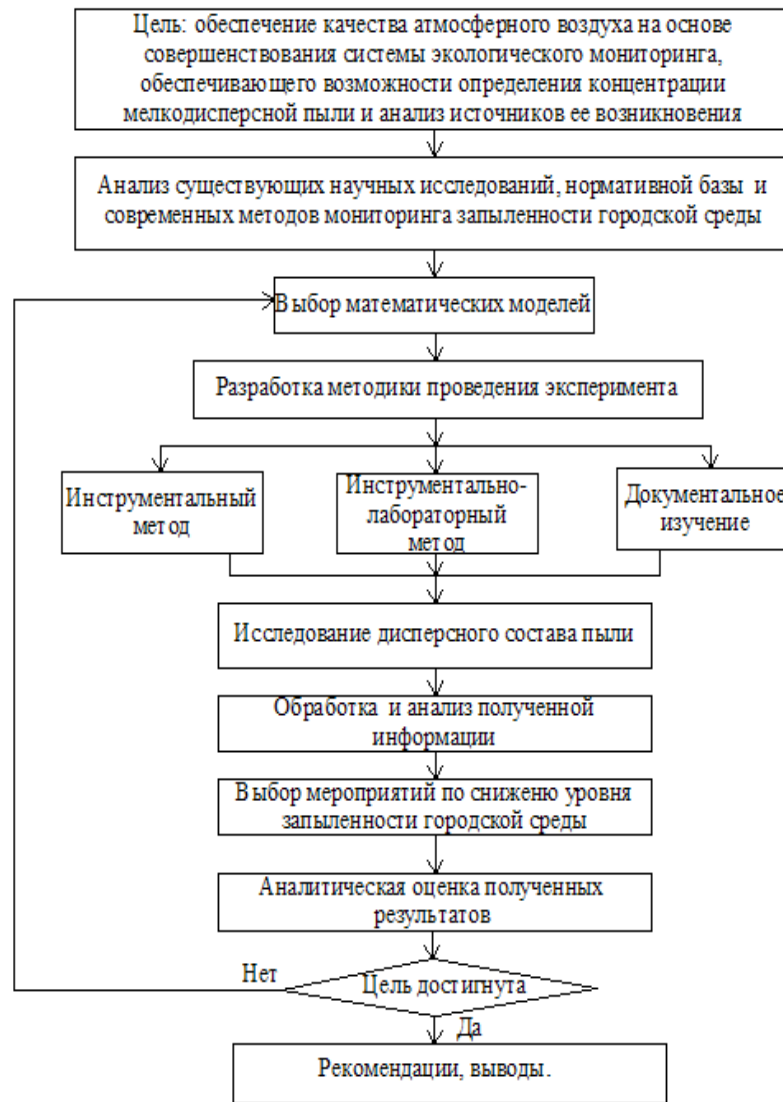 Цель: обеспечение качества атмосферного воздуха на основе
совершенствования системы экологического мониторинга,
обеспечивающего возможности определения концентрации
мелкодисперсной пыли и анализ источников ее возникновения
Анализ существующих научных исследований, нормативной базы и
современных методов мониторинга запыленности городской среды
Выбор математических моделей
Разработка методики проведения эксперимента
Инструментальный
метод
Инструментально-
лабораторный
метод
Документальное
изучение
Исследование дисперсного состава пыли
Обработка и анализ полученной
информации
Выбор мероприятий по снижению уровня
запыленности городской среды
Аналитическая оценка полученных
результатов
Нет
Цель достигнута
Да
Рекомендации, выводы.